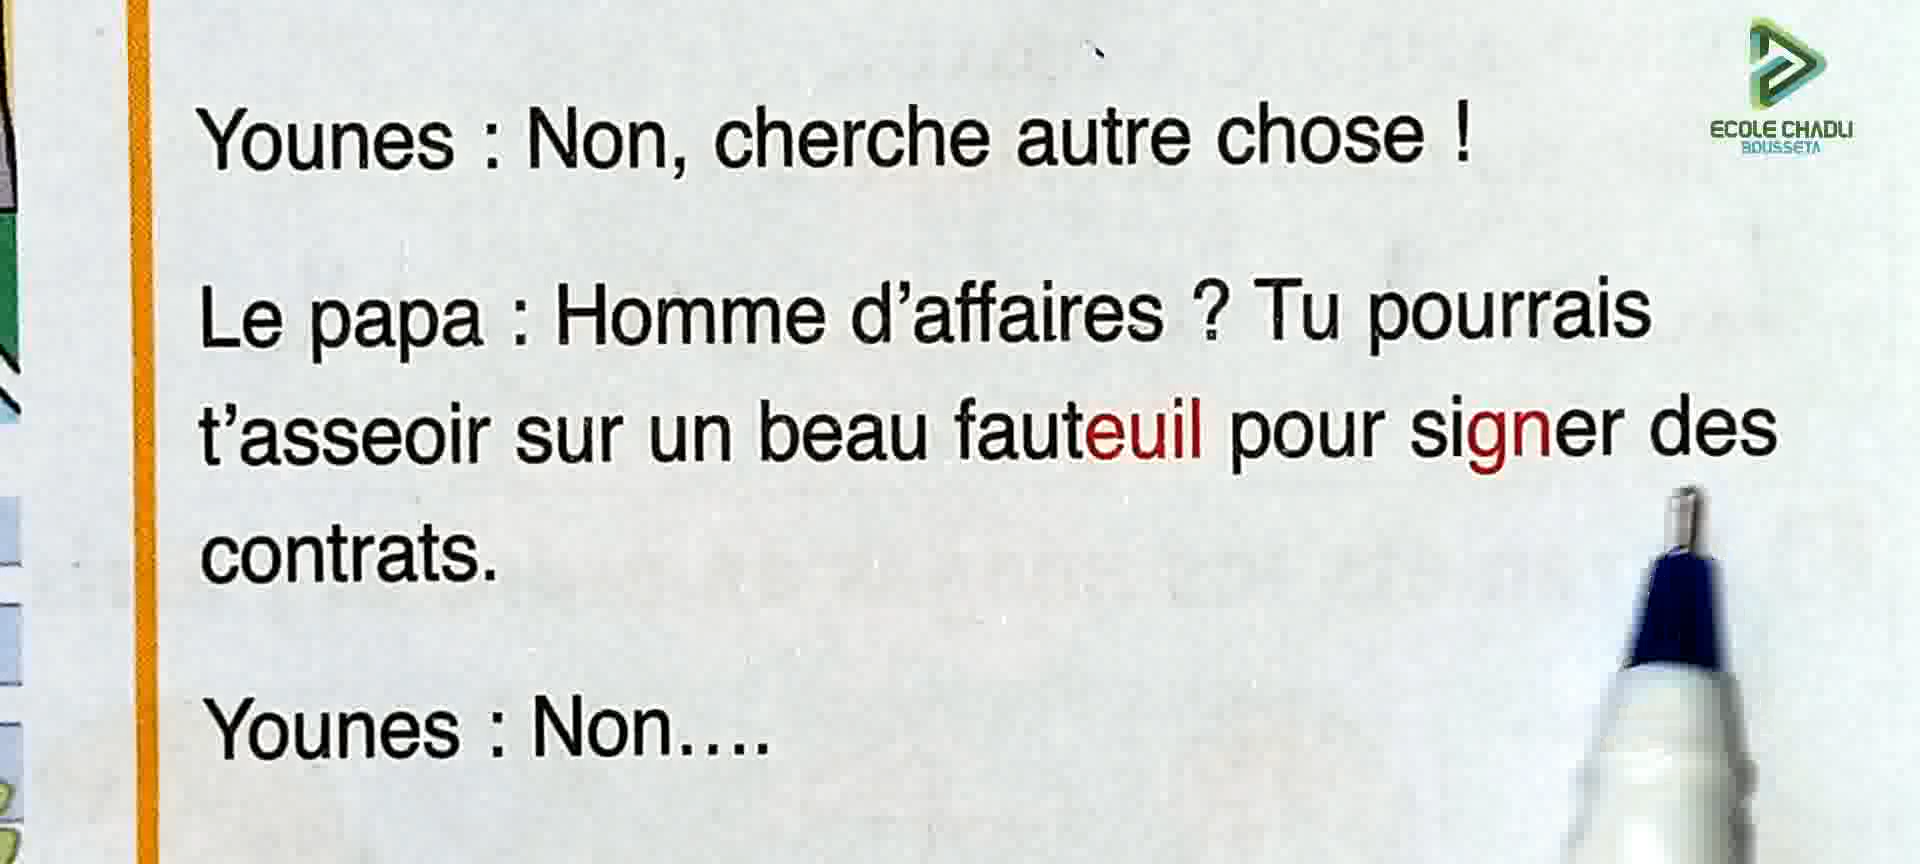 ECOLE CHADLI
BOUSSETA
Younes : Non, cherche autre chose !
Le papa : Homme d'affaires ? Tu pourrais
t'asseoir sur un beau fauteuil pour signer des
contrats.
Younes : Non....